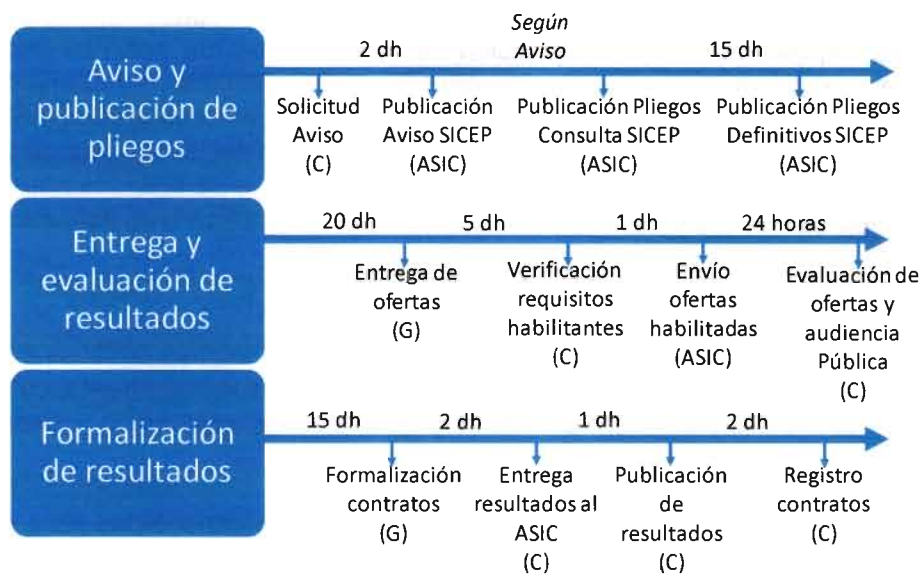 Aviso y
publicación de
pliegos
2 dh
Según
Aviso
15 dh
Solicitud
Aviso
(C)
Publicación
Aviso SICEP
(ASIC)
Publicación Pliegos
Consulta SICEP
(ASIC)
Publicación Pliegos
Definitivos SICEP
(ASIC)
Entrega y
evaluación de
resultados
20 dh
5 dh
1 dh
24 horas
Entrega de
ofertas
(G)
Verificación
requisitos
habilitantes
(C)
Envío
ofertas
habilitadas
(ASIC)
Evaluación de
ofertas y
audiencia
Pública
(C)
Formalización
de resultados
15 dh
2 dh
1 dh
2 dh
Formalización
contratos
(G)
Entrega
resultados al
ASIC
(C)
Publicación
de
resultados
(C)
Registro
contratos
(C)